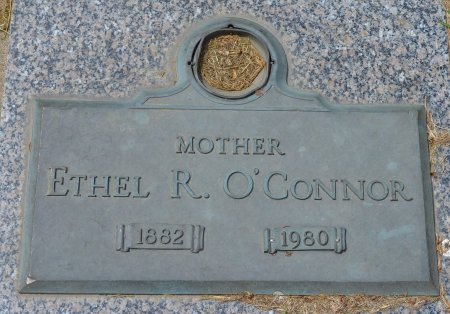 MOTHER
ETHEL R. O'CONNOR
1882 1980